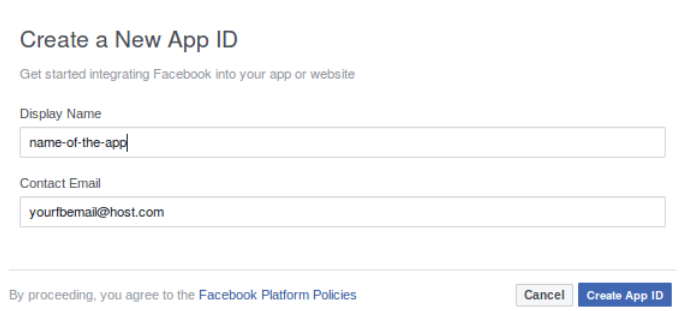 Create a New App ID
Get started integrating Facebook into your app or website
Display Name
name-of-the-app
Contact Email
yourfbemail@host.com
By proceeding, you agree to the Facebook Platform Policies
Cancel
Create App ID